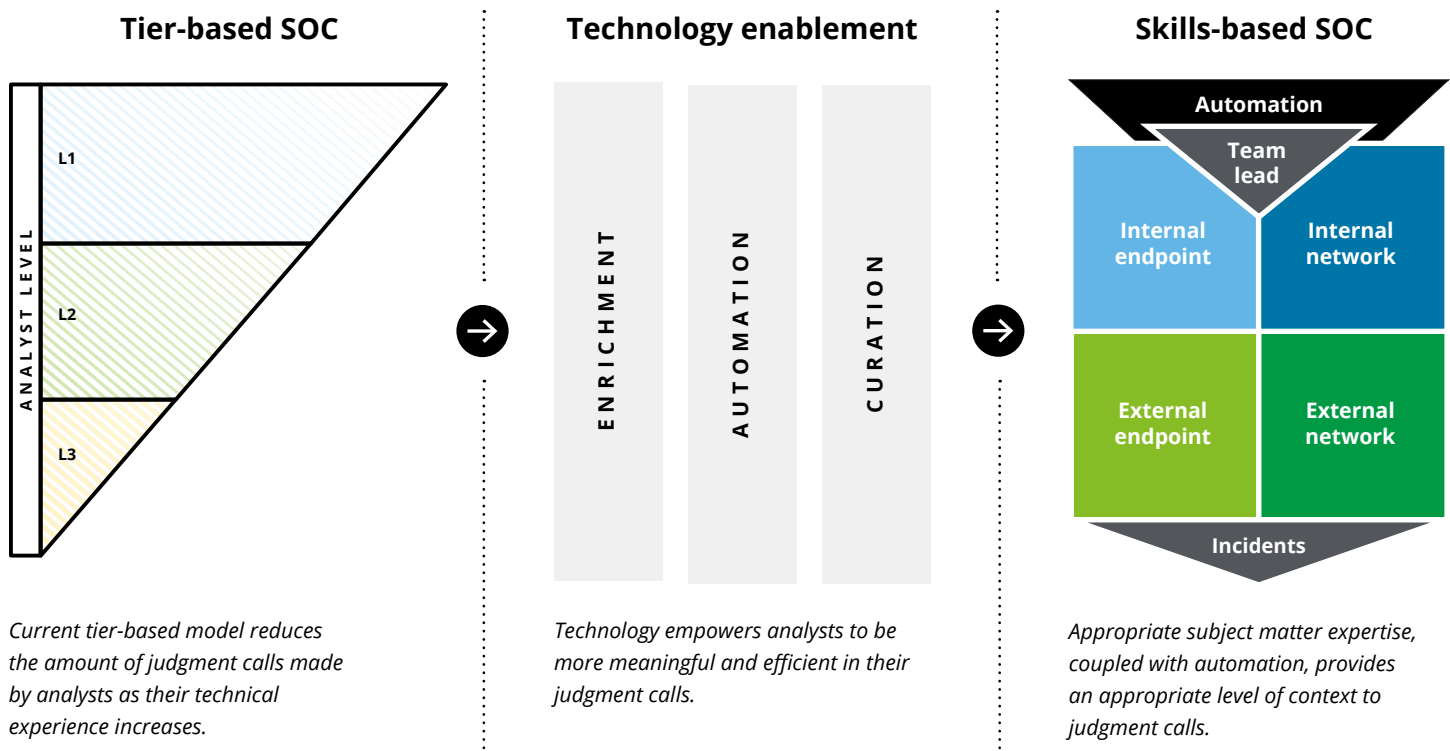 Tier-based SOC
ANALYST LEVEL
L1
L2
L3
Current tier-based model reduces
the amount of judgment calls made
by analysts as their technical
experience increases.
Technology enablement
ENRICHMENT
AUTOMATION
CURATION
Technology empowers analysts to be
more meaningful and efficient in their
judgment calls.
Skills-based SOC
Automation
Team
lead
Internal
endpoint
Internal
network
External
endpoint
External
network
Incidents
Appropriate subject matter expertise,
coupled with automation, provides
an appropriate level of context to
judgment calls.